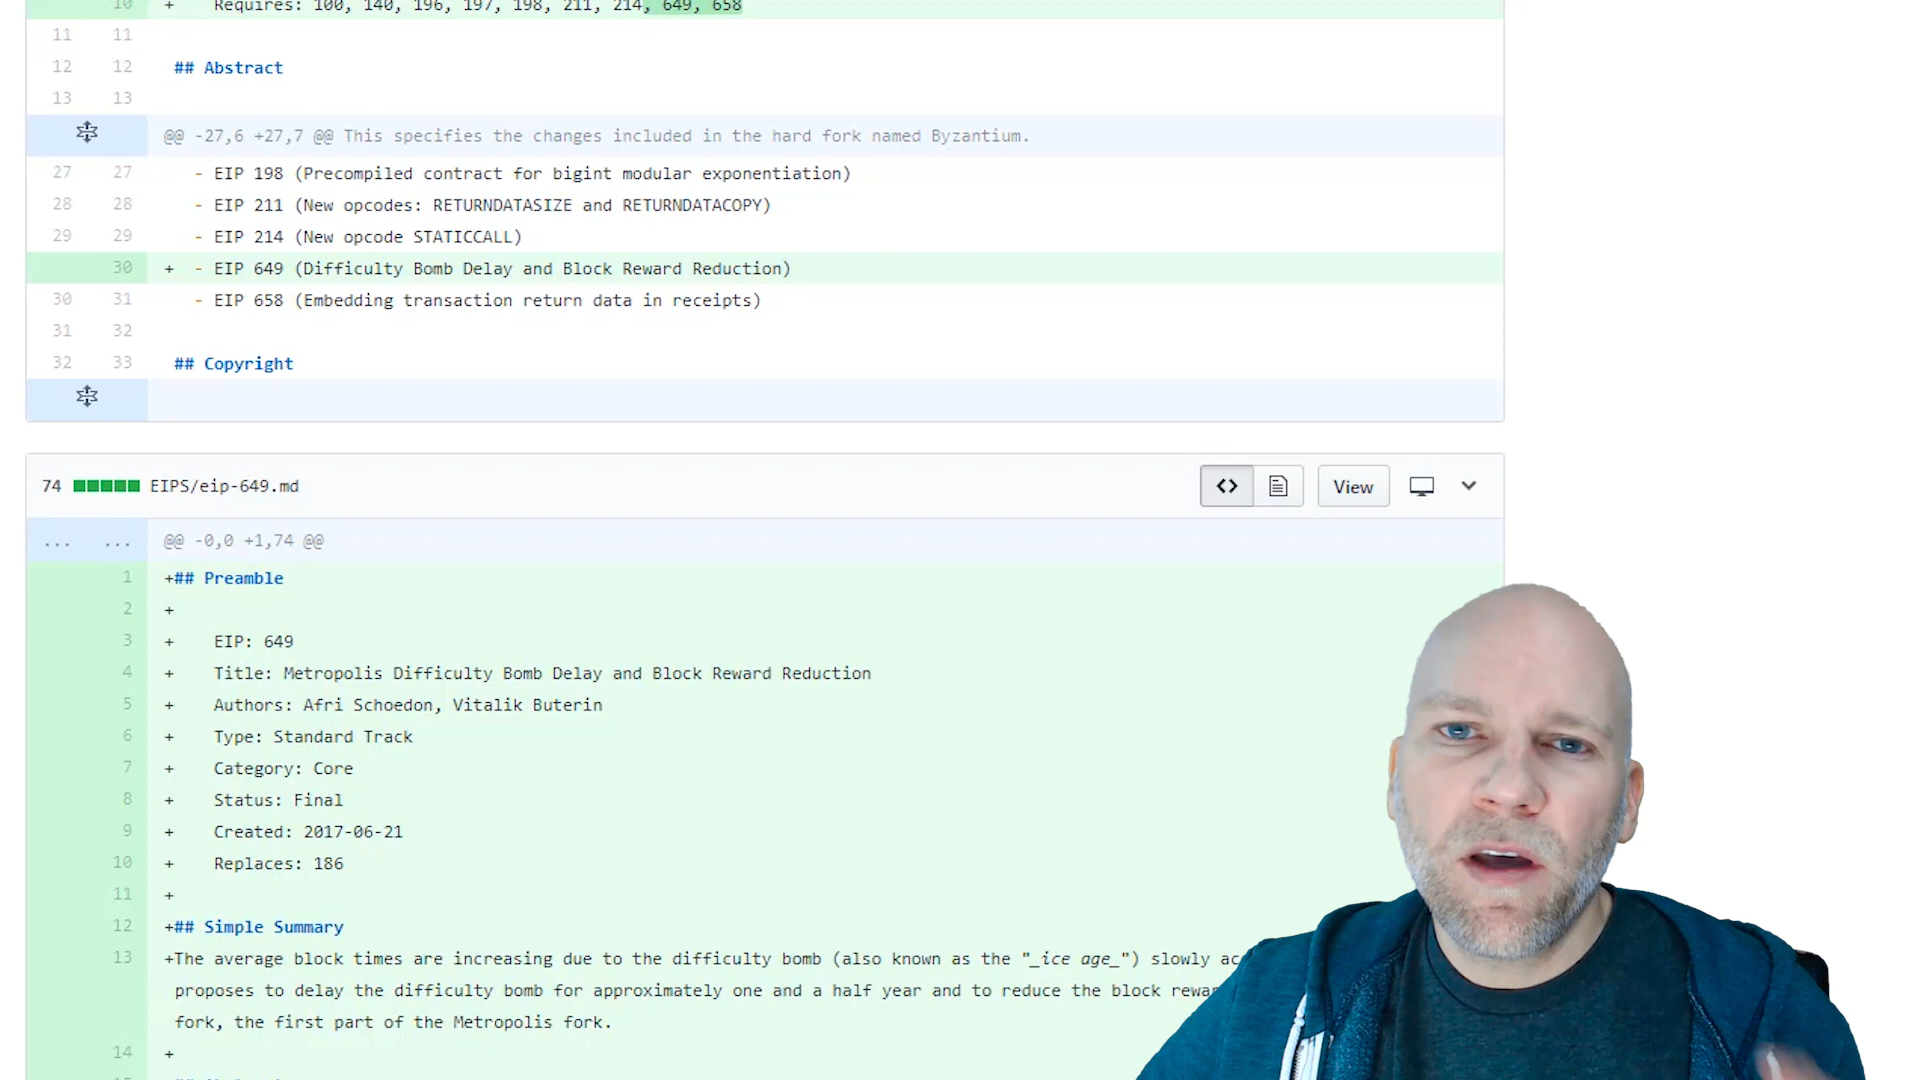 10 + Requires: 100, 140, 196, 197, 198, 211, 214, 649, 658
11 11
12 12 ## Abstract
13 13
@@ -27,6 +27,7 @@ This specifies the changes included in the hard fork named Byzantium.
27 27 - EIP 198 (Precompiled contract for bigint modular exponentiation)
28 28 - EIP 211 (New opcodes: RETURNDATASIZE and RETURNDATACOPY)
29 29 - EIP 214 (New opcode STATICCALL)
30 + - EIP 649 (Difficulty Bomb Delay and Block Reward Reduction)
30 31 - EIP 658 (Embedding transaction return data in receipts)
31 32
32 33 ## Copyright
74 EIPS/eip-649.md View
... ... @@ -0,0 +1,74 @@
1 +## Preamble
2 +
3 + EIP: 649
4 + Title: Metropolis Difficulty Bomb Delay and Block Reward Reduction
5 + Authors: Afri Schoedon, Vitalik Buterin
6 + Type: Standard Track
7 + Category: Core
8 + Status: Final
9 + Created: 2017-06-21
10 + Replaces: 186
11 +
12 +## Simple Summary
13 +The average block times are increasing due to the difficulty bomb (also known as the "_ice age_") slowly
proposes to delay the difficulty bomb for approximately one and a half year and to reduce the block
fork, the first part of the Metropolis fork.
14 +